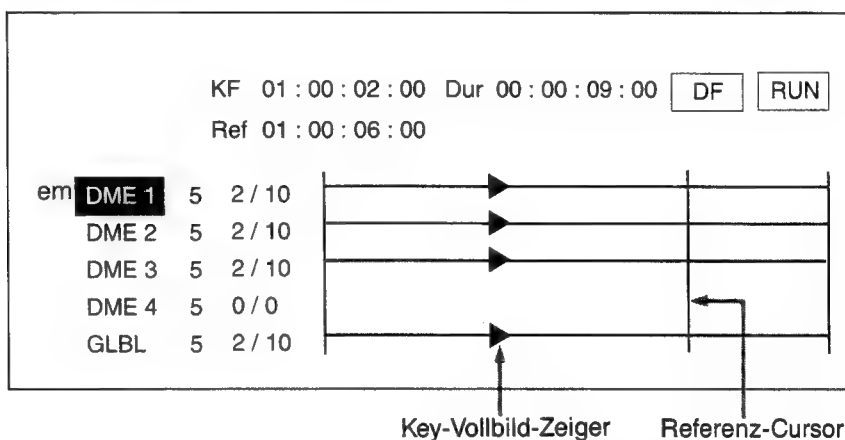 KF 01 : 00 : 02 : 00 Dur 00 : 00 : 09 : 00 DF RUN
Ref 01 : 00 : 06 : 00
em DME 1 5 2 / 10
DME 2 5 2 / 10
DME 3 5 2 / 10
DME 4 5 0 / 0
GLBL 5 2 / 10
Key-Vollbild-Zeiger Referenz-Cursor